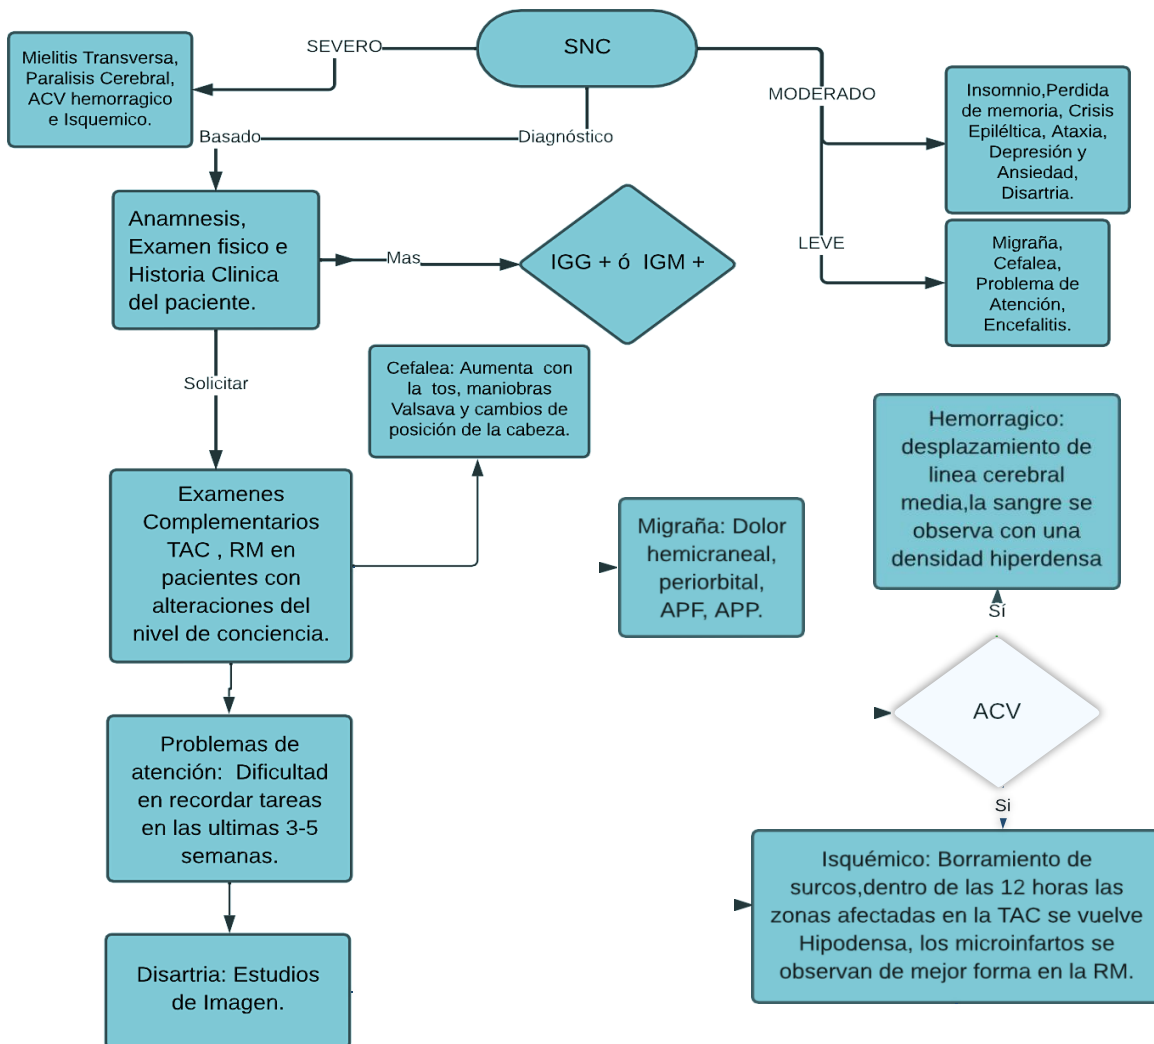 SNC
SEVERO
Mielitis Transversa,
Paralisis Cerebral,
ACV hemorragico
e Isquemico.
MODERADO
Insomnio,Perdida
de memoria, Crisis
Epiléltica, Ataxia,
Depresión y
Ansiedad,
Disartria.
LEVE
Migraña,
Cefalea,
Problema de
Atención,
Encefalitis.
Diagnóstico
Basado
Anamnesis,
Examen fisico e
Historia Clinica
del paciente.
Mas
IGG + ó IGM +
Solicitar
Examenes
Complementarios
TAC , RM en
pacientes con
alteraciones del
nivel de conciencia.
Cefalea: Aumenta con
la tos, maniobras
Valsava y cambios de
posición de la cabeza.
Migraña: Dolor
hemicraneal,
periorbital,
APF, APP.
Hemorragico:
desplazamiento de
linea cerebral
media,la sangre se
observa con una
densidad hiperdensa
Sí
ACV
Si
Isquémico: Borramiento de
surcos,dentro de las 12 horas las
zonas afectadas en la TAC se vuelve
Hipodensa, los microinfartos se
observan de mejor forma en la RM.
Problemas de
atención: Dificultad
en recordar tareas
en las ultimas 3-5
semanas.
Disartria: Estudios
de Imagen.